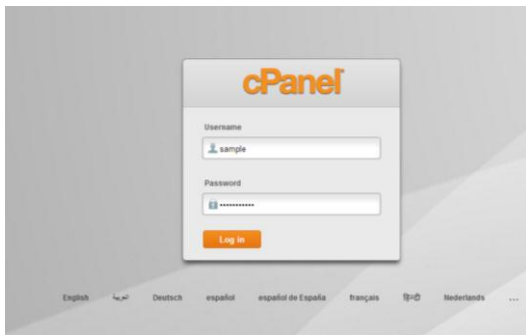 cPanel
Username
sample
Password
•••••••••••
Log in
English العربية Deutsch español español de España français हिन्दी Nederlands ...